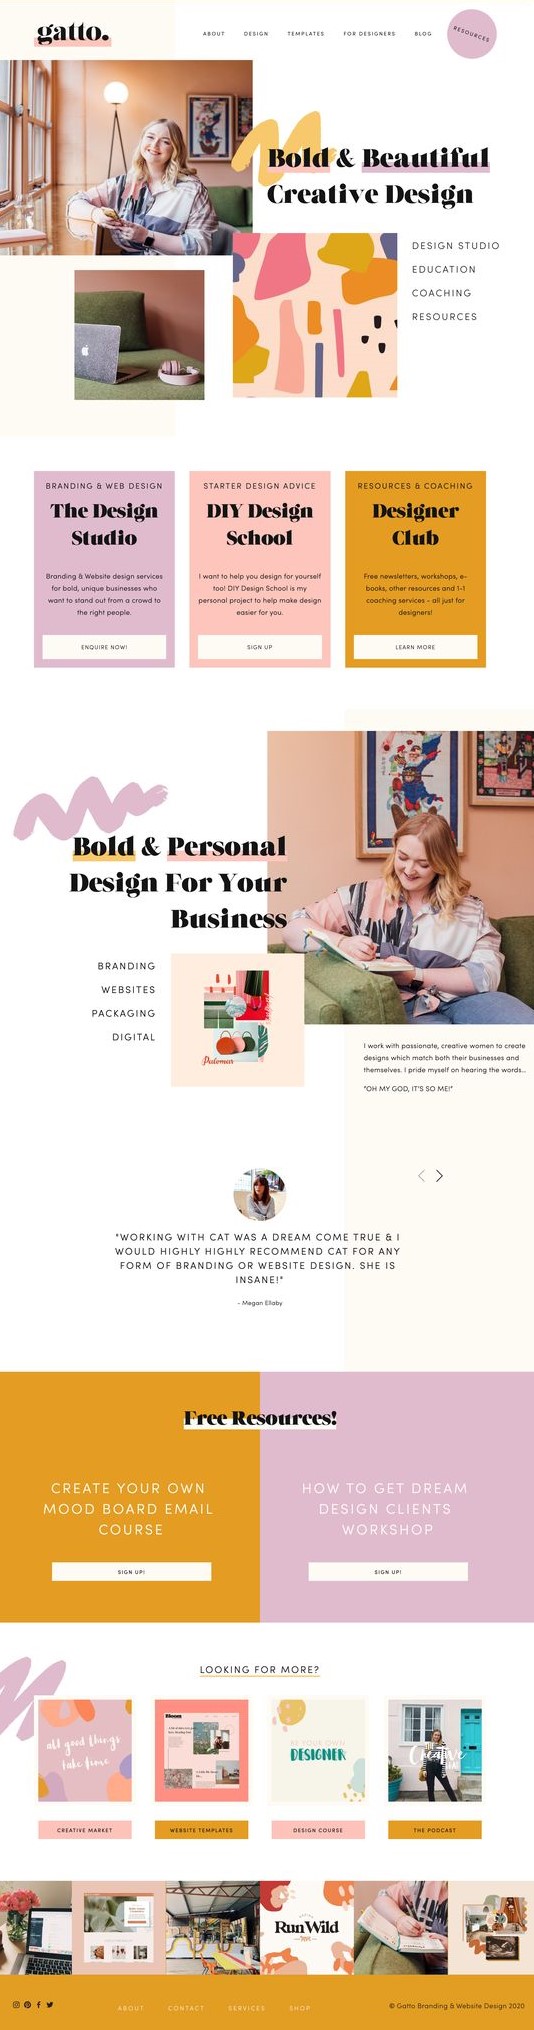 gatto.
ABOUT
DESIGN
TEMPLATES
FOR DESIGNERS
BLOG
RESOURCES
Bold & Beautiful
Creative Design
DESIGN STUDIO
EDUCATION
COACHING
RESOURCES
BRANDING & WEB DESIGN
The Design
Studio
Branding & Website design services
for bold, unique businesses who
want to stand out from a crowd to
the right people.
ENQUIRE NOW!
STARTER DESIGN ADVICE
DIY Design
School
I want to help you design for yourself
too! DIY Design School is my
personal project to help make design
easier for you.
SIGN UP
RESOURCES & COACHING
Designer
Club
Free newsletters, workshops, e-
books, other resources and 1-1
coaching services - all just for
designers!
LEARN MORE
Bold & Personal
Design For Your
Business
BRANDING
WEBSITES
PACKAGING
DIGITAL
Palomar
I work with passionate, creative women to create
designs which match both their businesses and
themselves. I pride myself on hearing the words...
"OH MY GOD, IT'S SO ME!"
"WORKING WITH CAT WAS A DREAM COME TRUE & I
WOULD HIGHLY HIGHLY RECOMMEND CAT FOR ANY
FORM OF BRANDING OR WEBSITE DESIGN. SHE IS
INSANE!"
- Megan Ellaby
Free Resources!
CREATE YOUR OWN
MOOD BOARD EMAIL
COURSE
SIGN UP!
HOW TO GET DREAM
DESIGN CLIENTS
WORKSHOP
SIGN UP!
LOOKING FOR MORE?
all good things
take time
Bloom
BE YOUR OWN
DESIGNER
Creative
CREATIVE MARKET
WEBSITE TEMPLATES
DESIGN COURSE
THE PODCAST
Run Wild
ABOUT
CONTACT
SERVICES
SHOP
© Gatto Branding & Website Design 2020